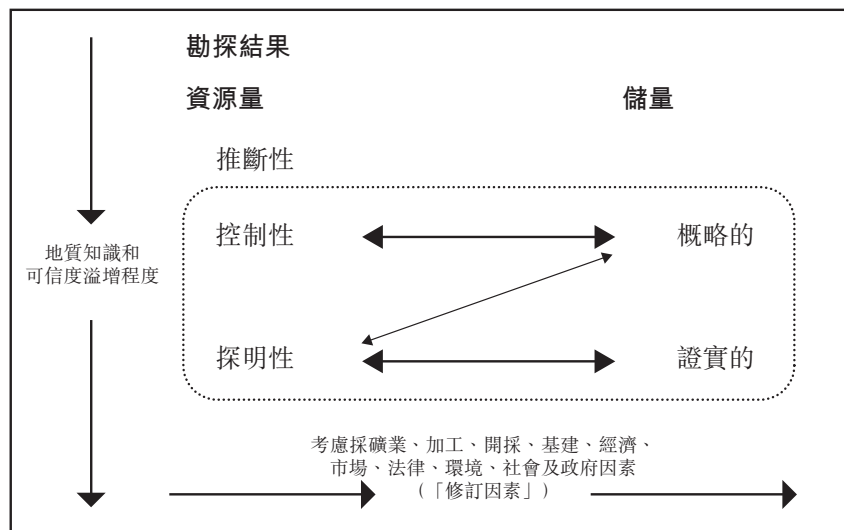 勘探結果
資源量 儲量
推斷性
控制性 概略的
地質知識和
可信度溢增程度
探明性 證實的
考慮採礦業、加工、開採、基建、經濟、
市場、法律、環境、社會及政府因素
(「修訂因素」)